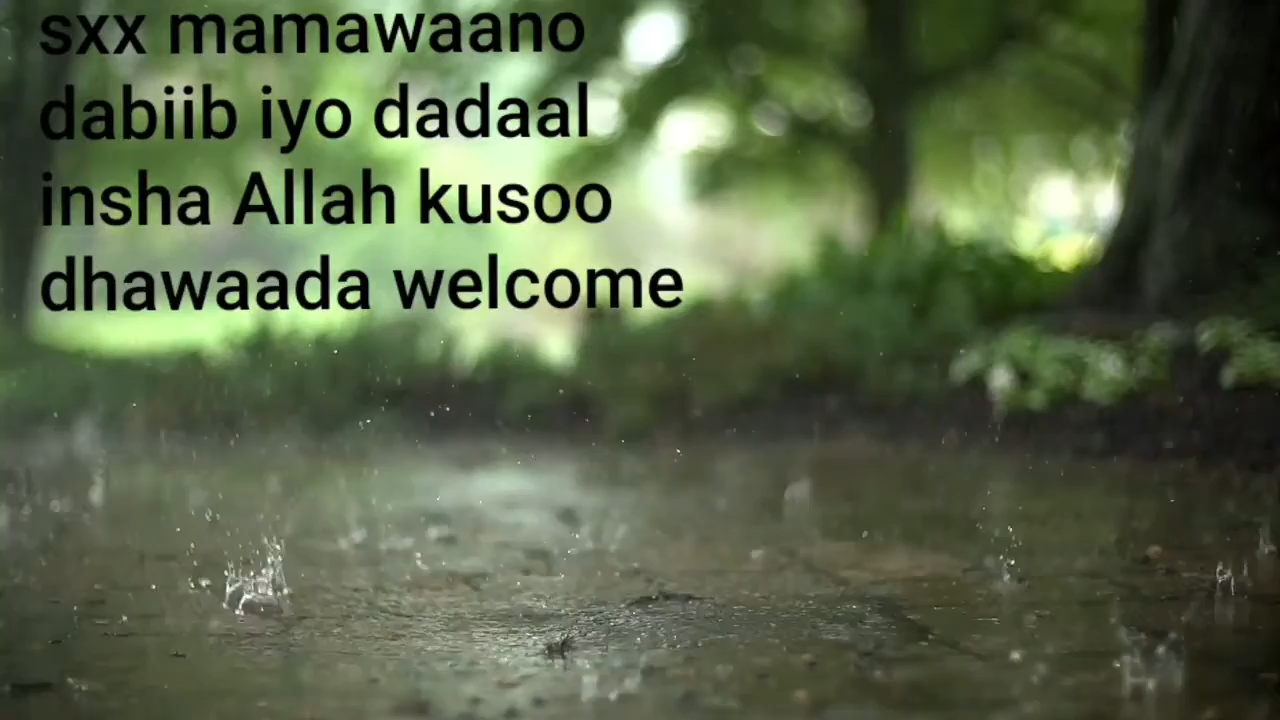 sxx mamawaano
dabiib iyo dadaal
insha Allah kusoo
dhawaada welcome